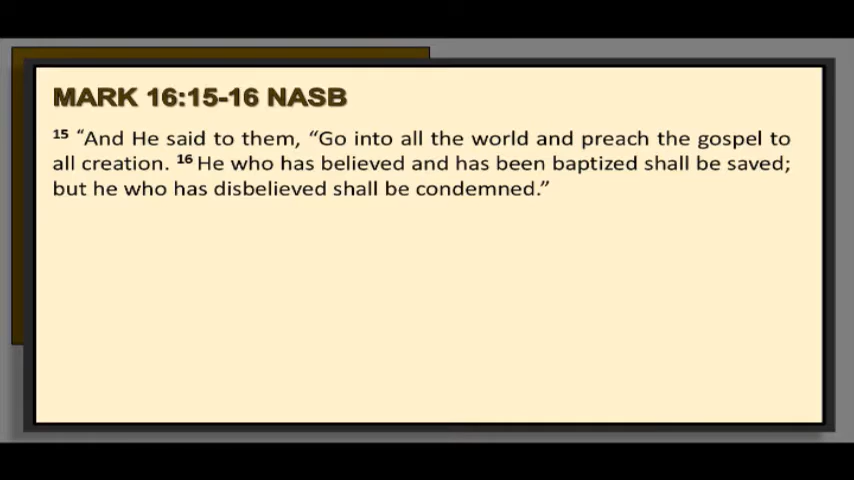 MARK 16:15-16 NASB
15 “And He said to them, “Go into all the world and preach the gospel to
all creation. 16 He who has believed and has been baptized shall be saved;
but he who has disbelieved shall be condemned.”